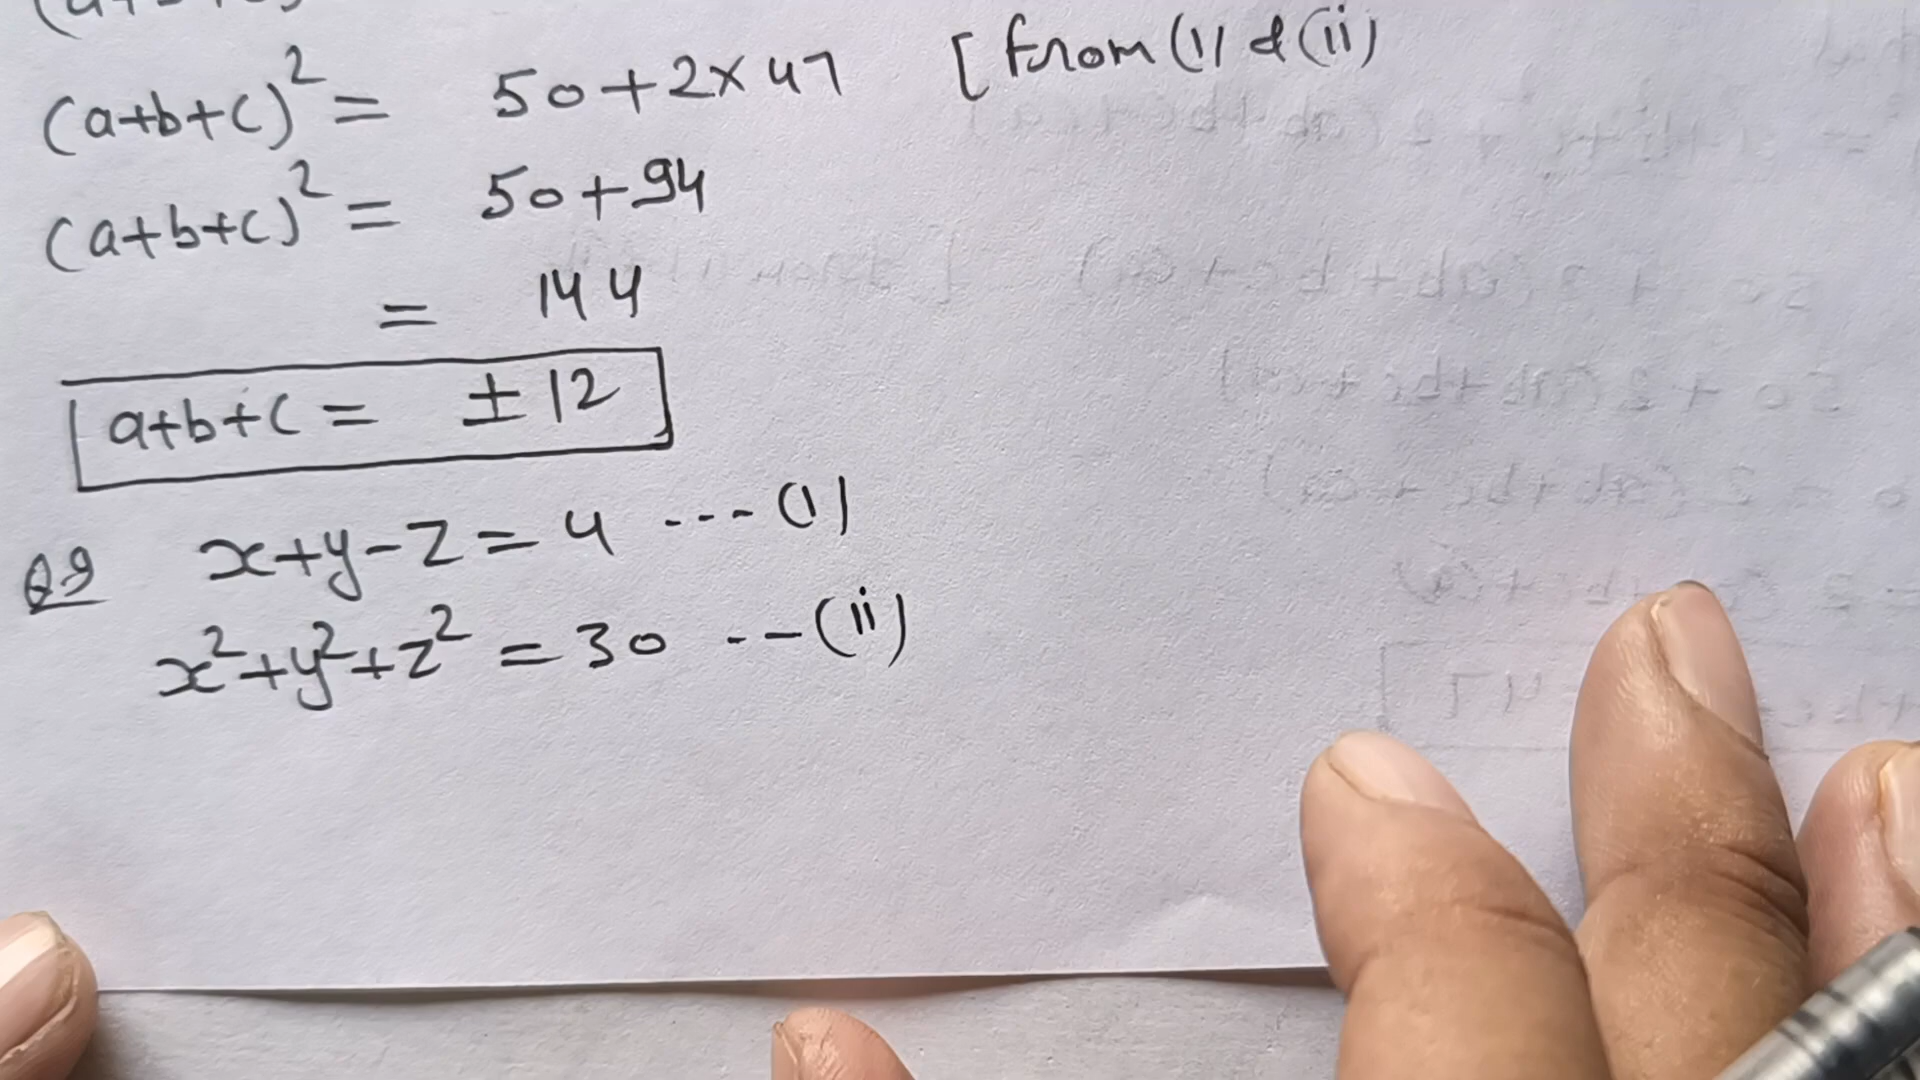 (a+b+c)² = 50+2×47 [from (i) & (ii)
(a+b+c)² = 50+94
= 144
a+b+c = ±12
Q9 x+y-z=4 ---(i)
x²+y²+z² = 30 ---(ii)